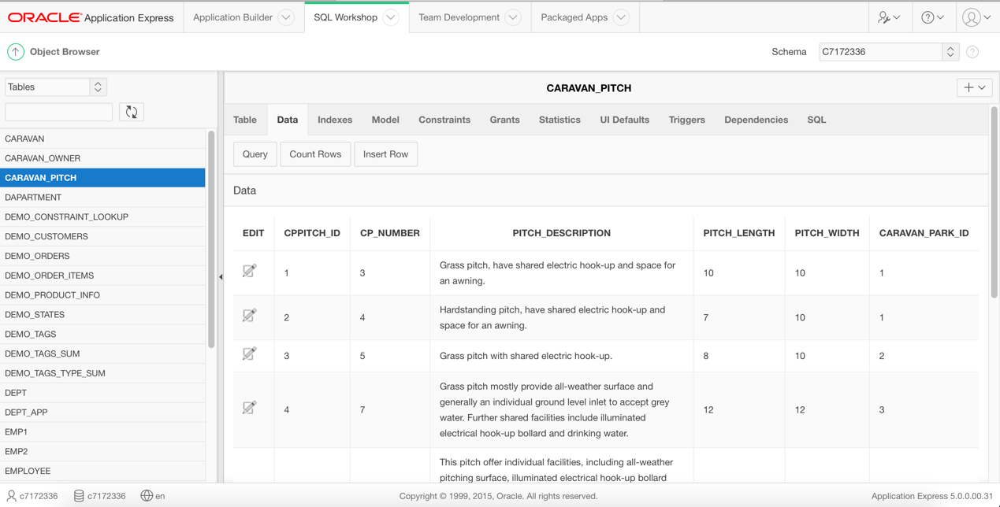 ORACLE Application Express Application Builder SQL Workshop Team Development Packaged Apps
Object Browser Schema C7172336
Tables
CARAVAN
CARAVAN_OWNER
CARAVAN_PITCH
DAPARTMENT
DEMO_CONSTRAINT_LOOKUP
DEMO_CUSTOMERS
DEMO_ORDERS
DEMO_ORDER_ITEMS
DEMO_PRODUCT_INFO
DEMO_STATES
DEMO_TAGS
DEMO_TAGS_SUM
DEMO_TAGS_TYPE_SUM
DEPT
DEPT_APP
EMP1
EMP2
EMPLOYEE
CARAVAN_PITCH
Table Data Indexes Model Constraints Grants Statistics UI Defaults Triggers Dependencies SQL
Query Count Rows Insert Row
Data
EDIT CPPITCH_ID CP_NUMBER PITCH_DESCRIPTION PITCH_LENGTH PITCH_WIDTH CARAVAN_PARK_ID
1 3 Grass pitch, have shared electric hook-up and space for
an awning. 10 10 1
2 4 Hardstanding pitch, have shared electric hook-up and
space for an awning. 7 10 1
3 5 Grass pitch with shared electric hook-up. 8 10 2
4 7 Grass pitch mostly provide all-weather surface and
generally an individual ground level inlet to accept grey
water. Further shared facilities include illuminated
electrical hook-up bollard and drinking water. 12 12 3
This pitch offer individual facilities, including all-weather
pitching surface, illuminated electrical hook-up bollard
c7172336 c7172336 en Copyright © 1999, 2015, Oracle. All rights reserved. Application Express 5.0.0.00.31